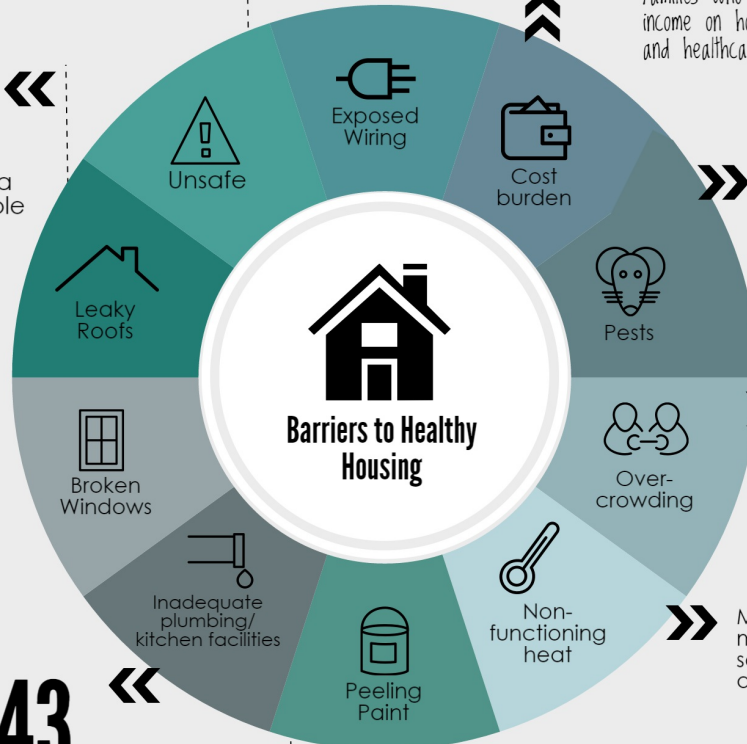 income on
and
Exposed
Wiring
Cost
burden
Unsafe
Leaky
Roofs
Pests
Barriers to Healthy
Housing
Over-
crowding
Broken
Windows
Inadequate
plumbing/
kitchen facilities
Non-
functioning
heat
Peeling
Paint
43